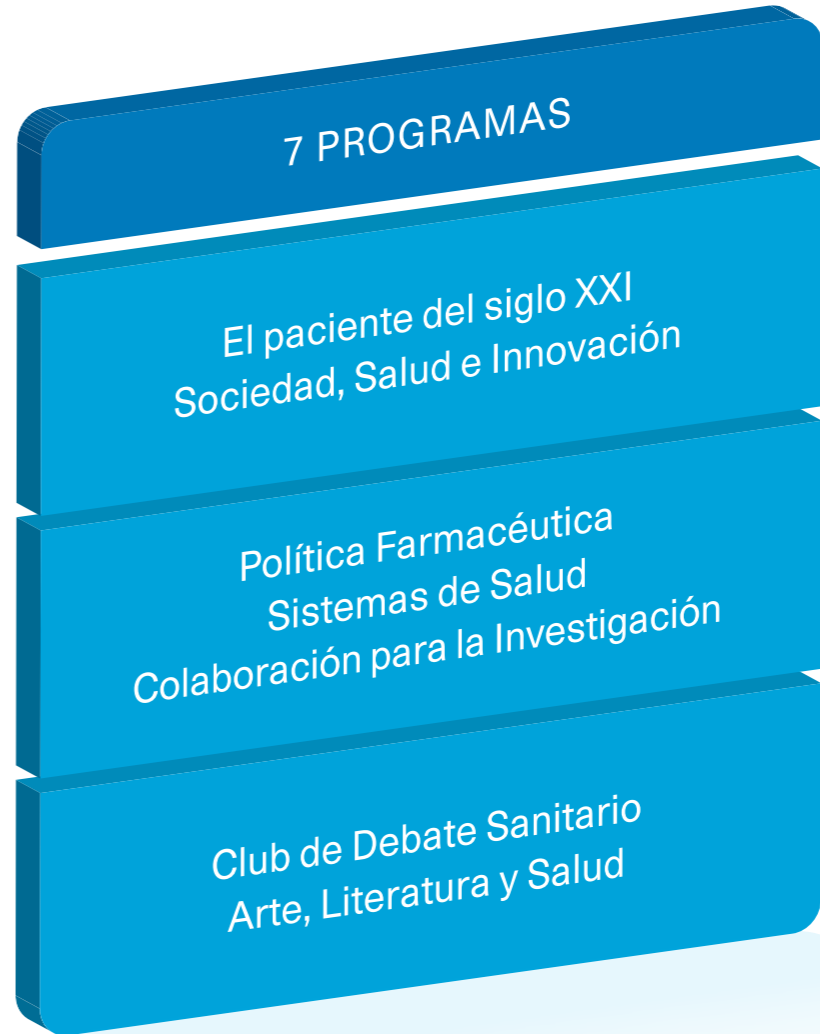 7 PROGRAMAS
El paciente del siglo XXI
Sociedad, Salud e Innovación
Política Farmacéutica
Sistemas de Salud
Colaboración para la Investigación
Club de Debate Sanitario
Arte, Literatura y Salud